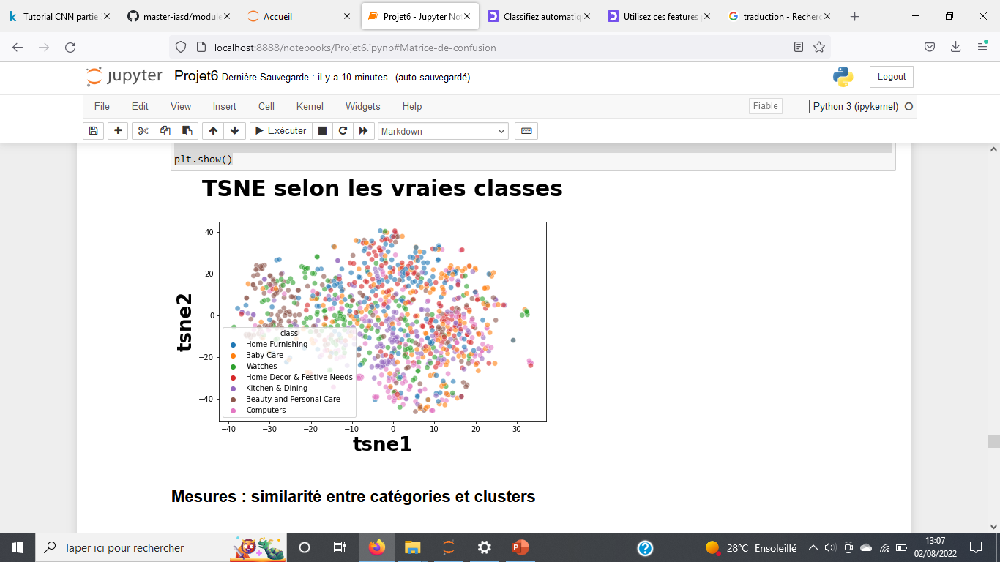 Tutorial CNN partie
master-iasd/module
Accueil
Projet6 - Jupyter No
Classifiez automatiq
Utilisez ces features
traduction - Recherc
localhost:8888/notebooks/Projet6.ipynb#Matrice-de-confusion
jupyter Projet6 Dernière Sauvegarde : il y a 10 minutes (auto-sauvegardé)
Logout
File Edit View Insert Cell Kernel Widgets Help
Fiable
Python 3 (ipykernel)
Exécuter
Markdown
plt.show()
TSNE selon les vraies classes
tsne2
40
20
0
−20
−40
class
Home Furnishing
Baby Care
Watches
Home Decor & Festive Needs
Kitchen & Dining
Beauty and Personal Care
Computers
−40 −30 −20 −10 0 10 20 30
tsne1
Mesures : similarité entre catégories et clusters
Taper ici pour rechercher
28°C Ensoleillé
13:07
02/08/2022